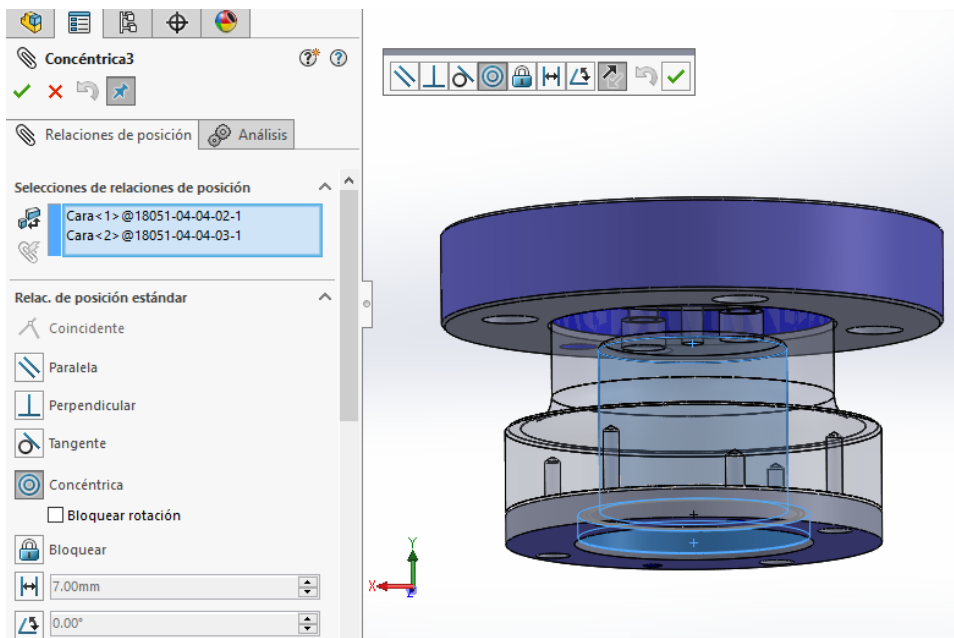 Concéntrica3
Relaciones de posición
Análisis
Selecciones de relaciones de posición
Cara<1>@18051-04-04-02-1
Cara<2>@18051-04-04-03-1
Relac. de posición estándar
Coincidente
Paralela
Perpendicular
Tangente
Concéntrica
Bloquear rotación
Bloquear
7.00mm
0.00°
Y
X
Z